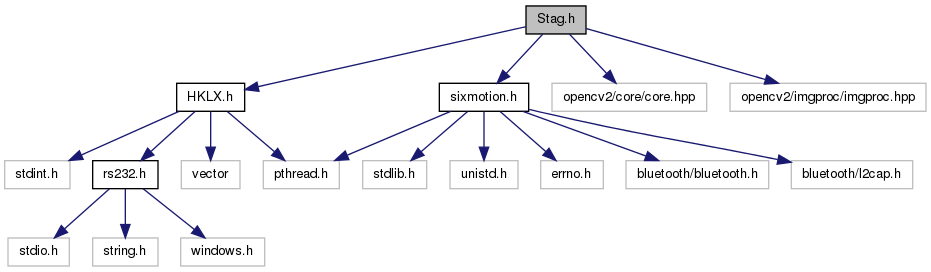 Stag.h
HKLX.h
sixmotion.h
opencv2/core/core.hpp
opencv2/imgproc/imgproc.hpp
stdint.h
rs232.h
vector
pthread.h
stdlib.h
unistd.h
errno.h
bluetooth/bluetooth.h
bluetooth/l2cap.h
stdio.h
string.h
windows.h